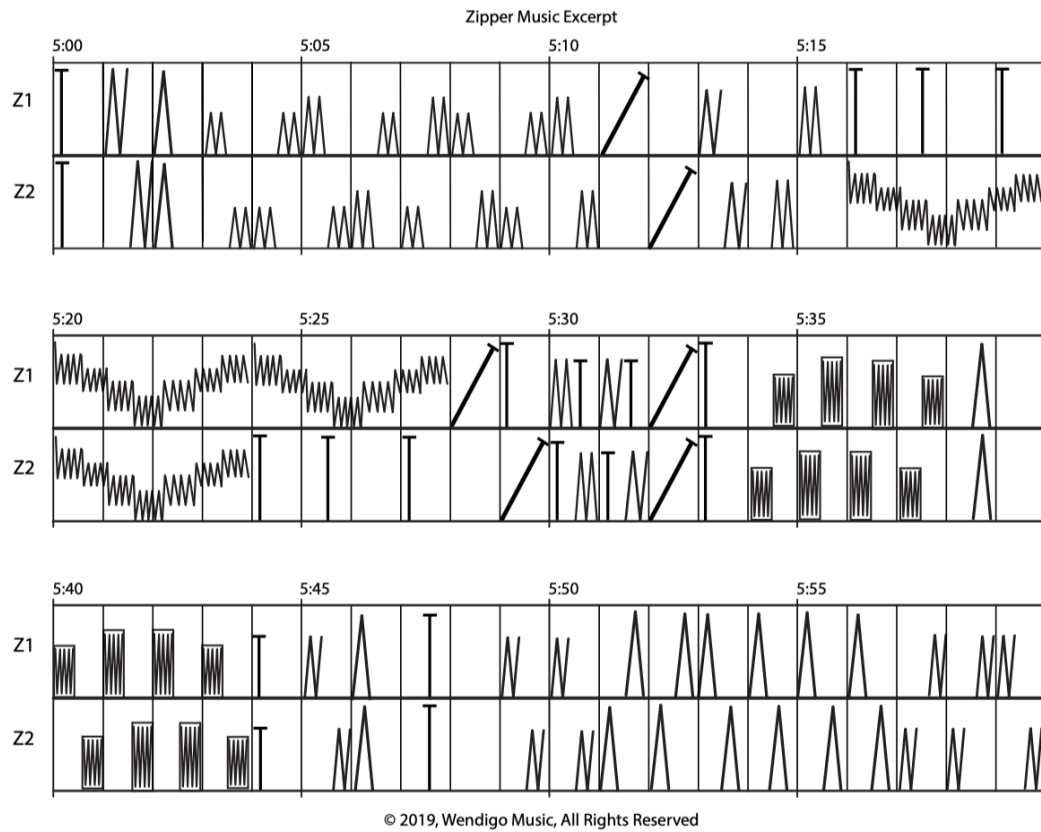 Zipper Music Excerpt
5:00 5:05 5:10 5:15
Z1
Z2
5:20 5:25 5:30 5:35
Z1
Z2
5:40 5:45 5:50 5:55
Z1
Z2
© 2019, Wendigo Music, All Rights Reserved